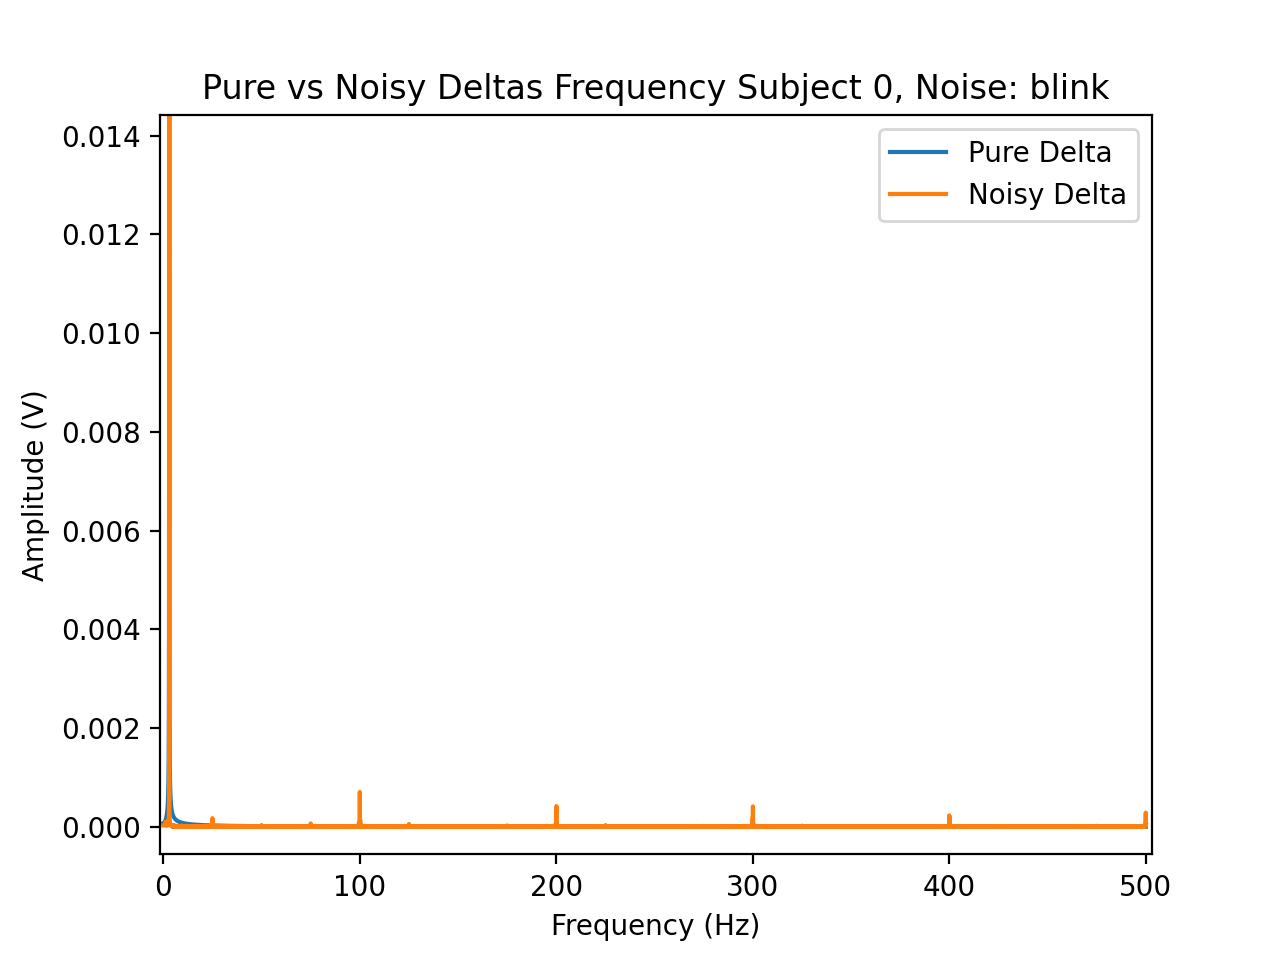 Pure vs Noisy Deltas Frequency Subject 0, Noise: blink
Pure Delta
Noisy Delta
Amplitude (V)
0.014
0.012
0.010
0.008
0.006
0.004
0.002
0.000
0 100 200 300 400 500
Frequency (Hz)